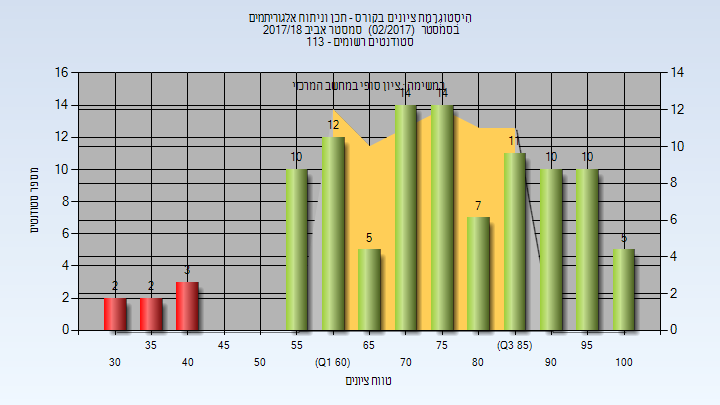 היסטוגרמת ציונים בקורס - תכן וניתוח אלגוריתמים
בסמסטר (02/2017) סמסטר אביב 2017/18
סטודנטים רשומים - 113
במשימה: ציון סופי במחשב המרכזי
מספר סטודנטים
16 14 12 10 8 6 4 2 0
14 12 10 8 6 4 2 0
2 2 3 10 12 5 14 14 7 11 10 10 5
35 45 55 65 75 (Q3 85) 95
30 40 50 (Q1 60) 70 80 90 100
טווח ציונים